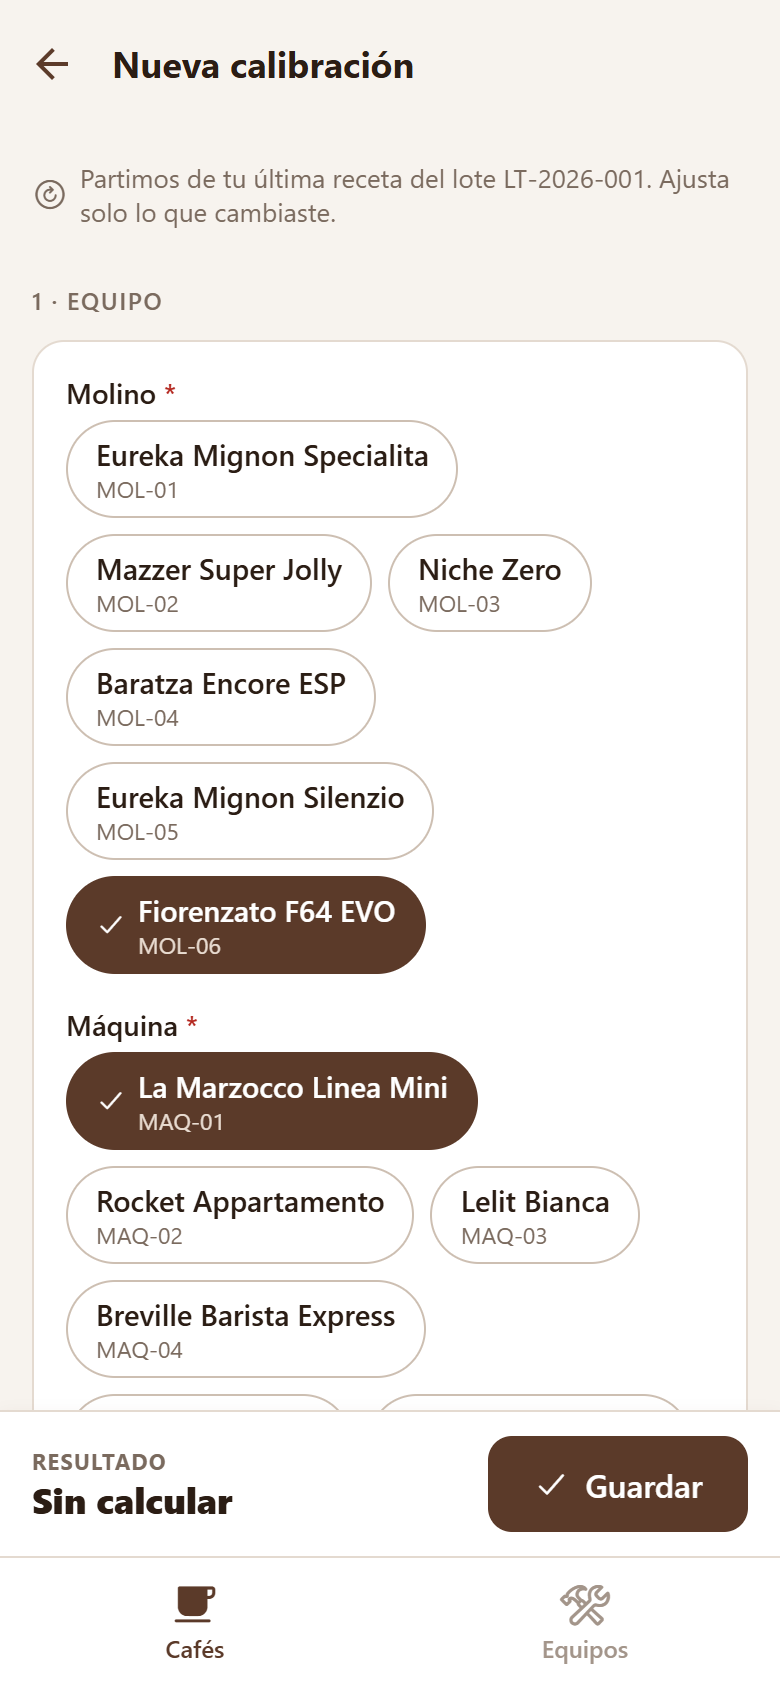 Nueva calibración
Partimos de tu última receta del lote LT-2026-001. Ajusta
solo lo que cambiaste.
1 · EQUIPO
Molino *
Eureka Mignon Specialita
MOL-01
Mazzer Super Jolly
MOL-02
Niche Zero
MOL-03
Baratza Encore ESP
MOL-04
Eureka Mignon Silenzio
MOL-05
Fiorenzato F64 EVO
MOL-06
Máquina *
La Marzocco Linea Mini
MAQ-01
Rocket Appartamento
MAQ-02
Lelit Bianca
MAQ-03
Breville Barista Express
MAQ-04
RESULTADO
Sin calcular
Guardar
Cafés
Equipos